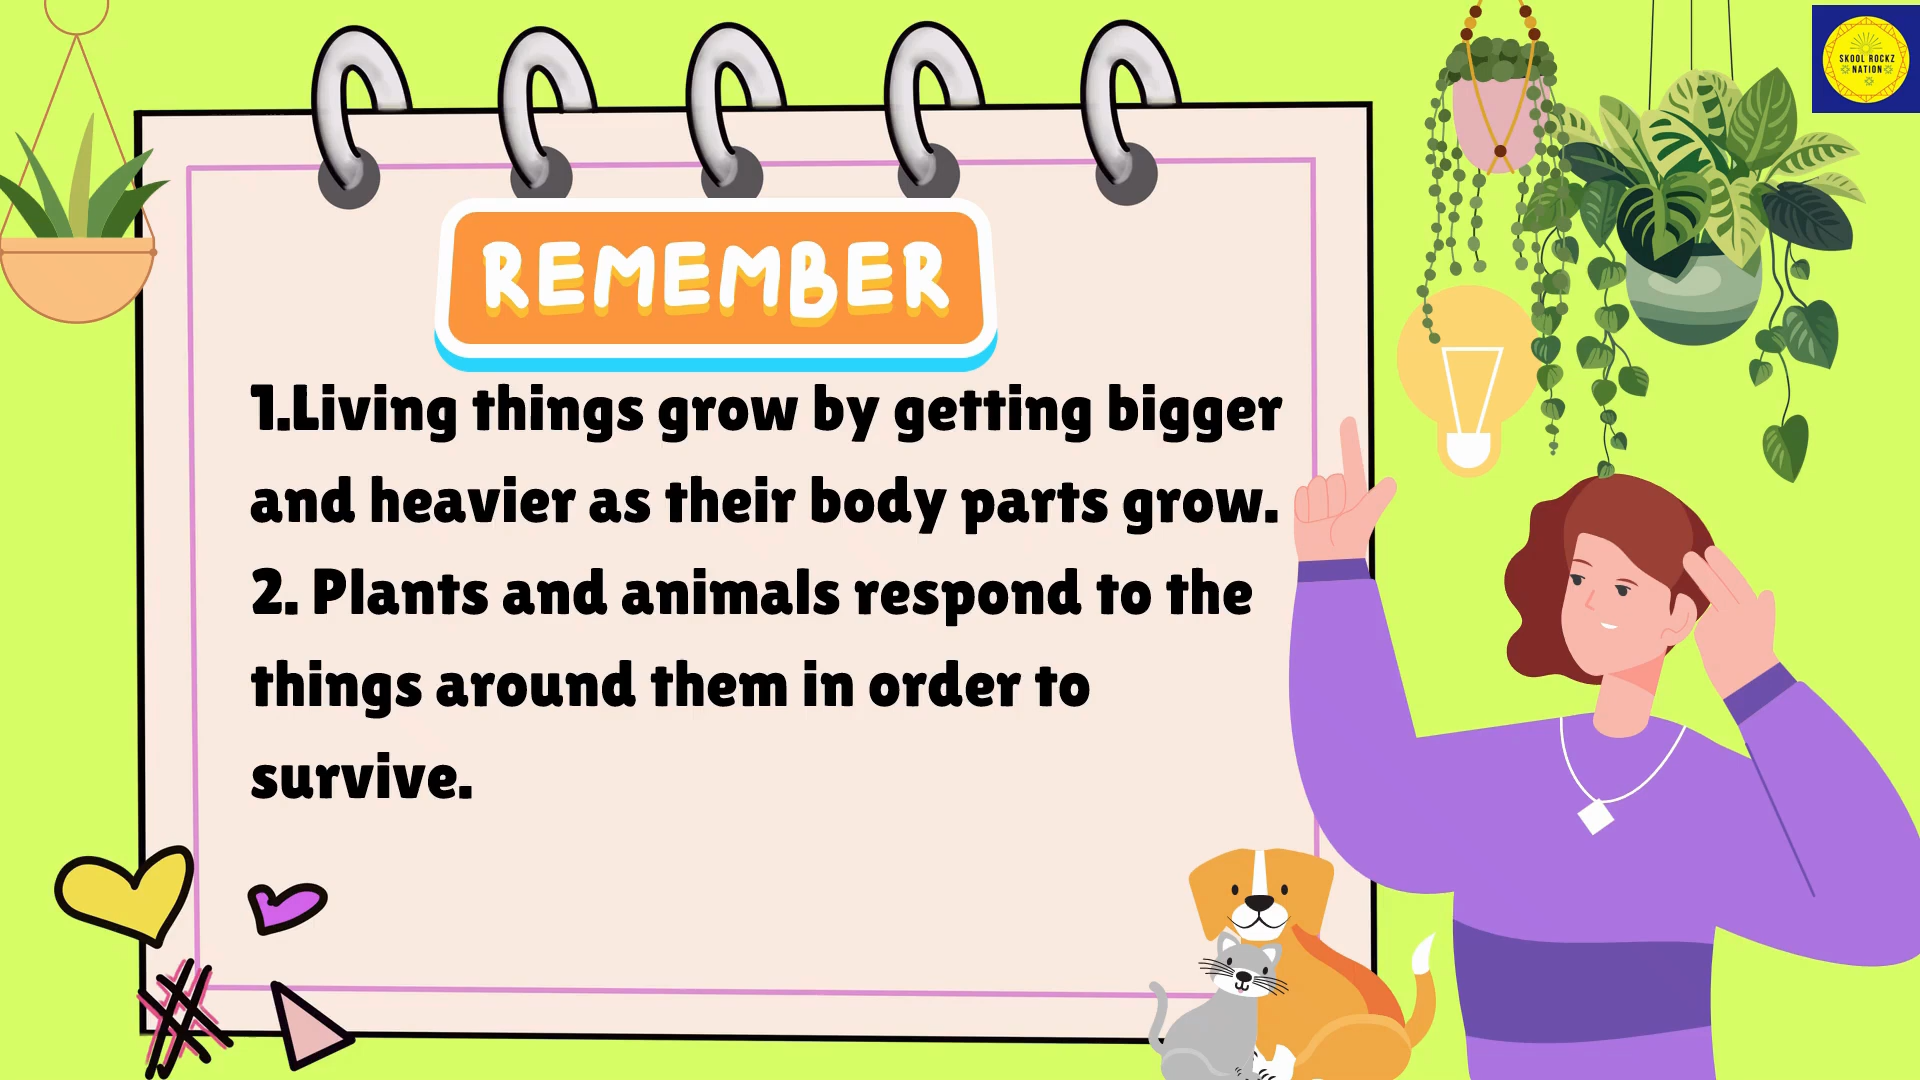 SKOOL ROCKZ
NATION
REMEMBER
1.Living things grow by getting bigger
and heavier as their body parts grow.
2. Plants and animals respond to the
things around them in order to
survive.